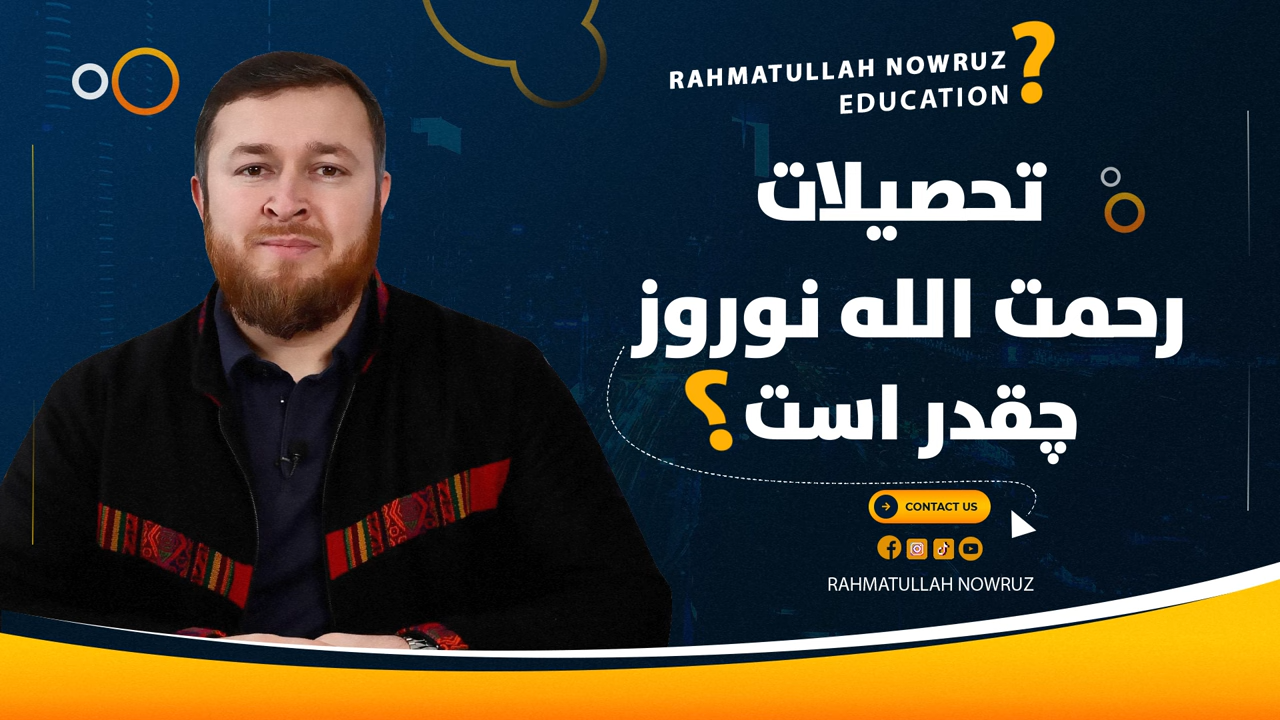 RAHMATULLAH NOWRUZ
EDUCATION?
تحصیلات
رحمت الله نوروز
چقدر است؟
CONTACT US
RAHMATULLAH NOWRUZ